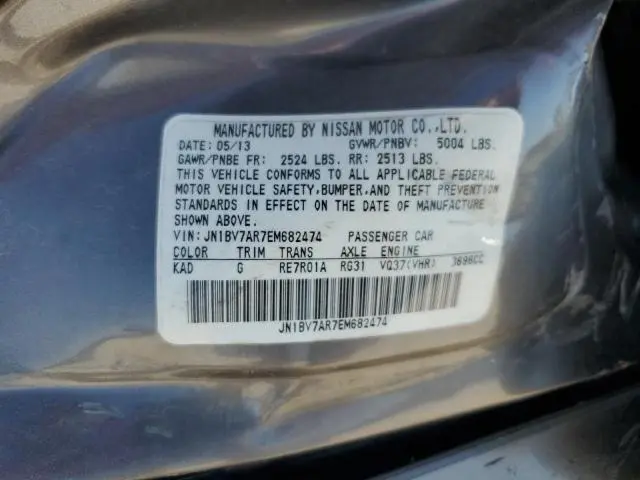 MANUFACTURED BY NISSAN MOTOR CO.,LTD.
DATE: 05/13 GVWR/PNBV: 5004 LBS.
GAWR/PNBE FR: 2524 LBS. RR: 2513 LBS.
THIS VEHICLE CONFORMS TO ALL APPLICABLE FEDERAL
MOTOR VEHICLE SAFETY,BUMPER,AND THEFT PREVENTION
STANDARDS IN EFFECT ON THE DATE OF MANUFACTURE
SHOWN ABOVE.
VIN:JN1BV7AR7EM682474 PASSENGER CAR
COLOR TRIM TRANS AXLE ENGINE
KAD G RE7R01A RG31 VQ37(VHR) 3696CC
JN1BV7AR7EM682474